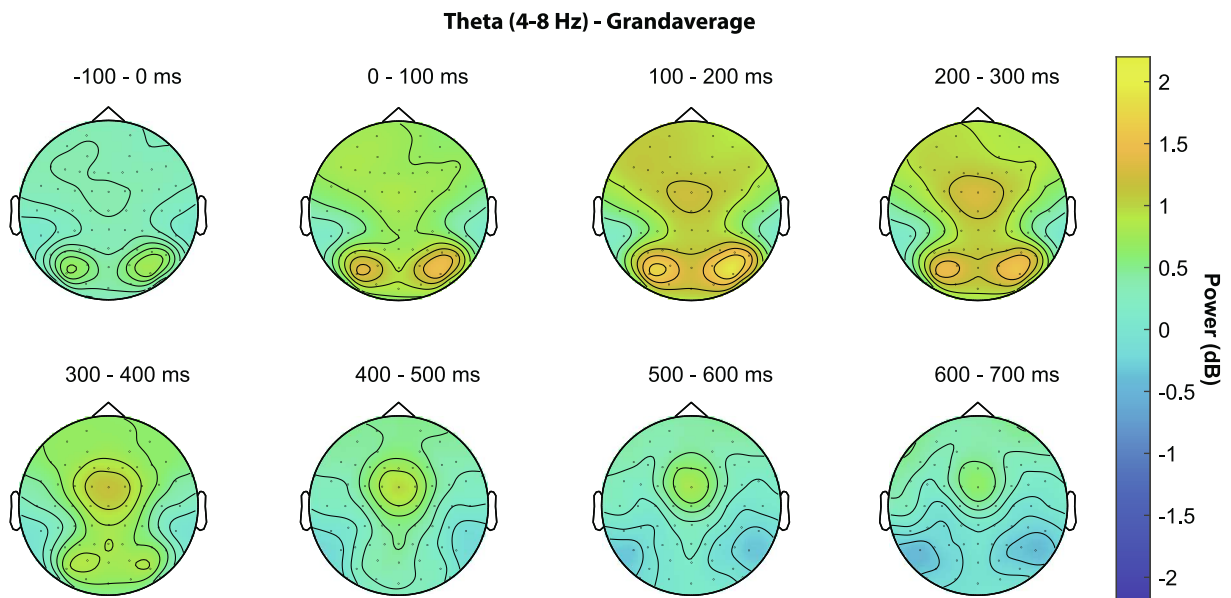 Theta (4-8 Hz) - Grandaverage
-100 - 0 ms
0 - 100 ms
100 - 200 ms
200 - 300 ms
300 - 400 ms
400 - 500 ms
500 - 600 ms
600 - 700 ms
2
1.5
1
0.5
0
-0.5
-1
-1.5
-2
Power (dB)